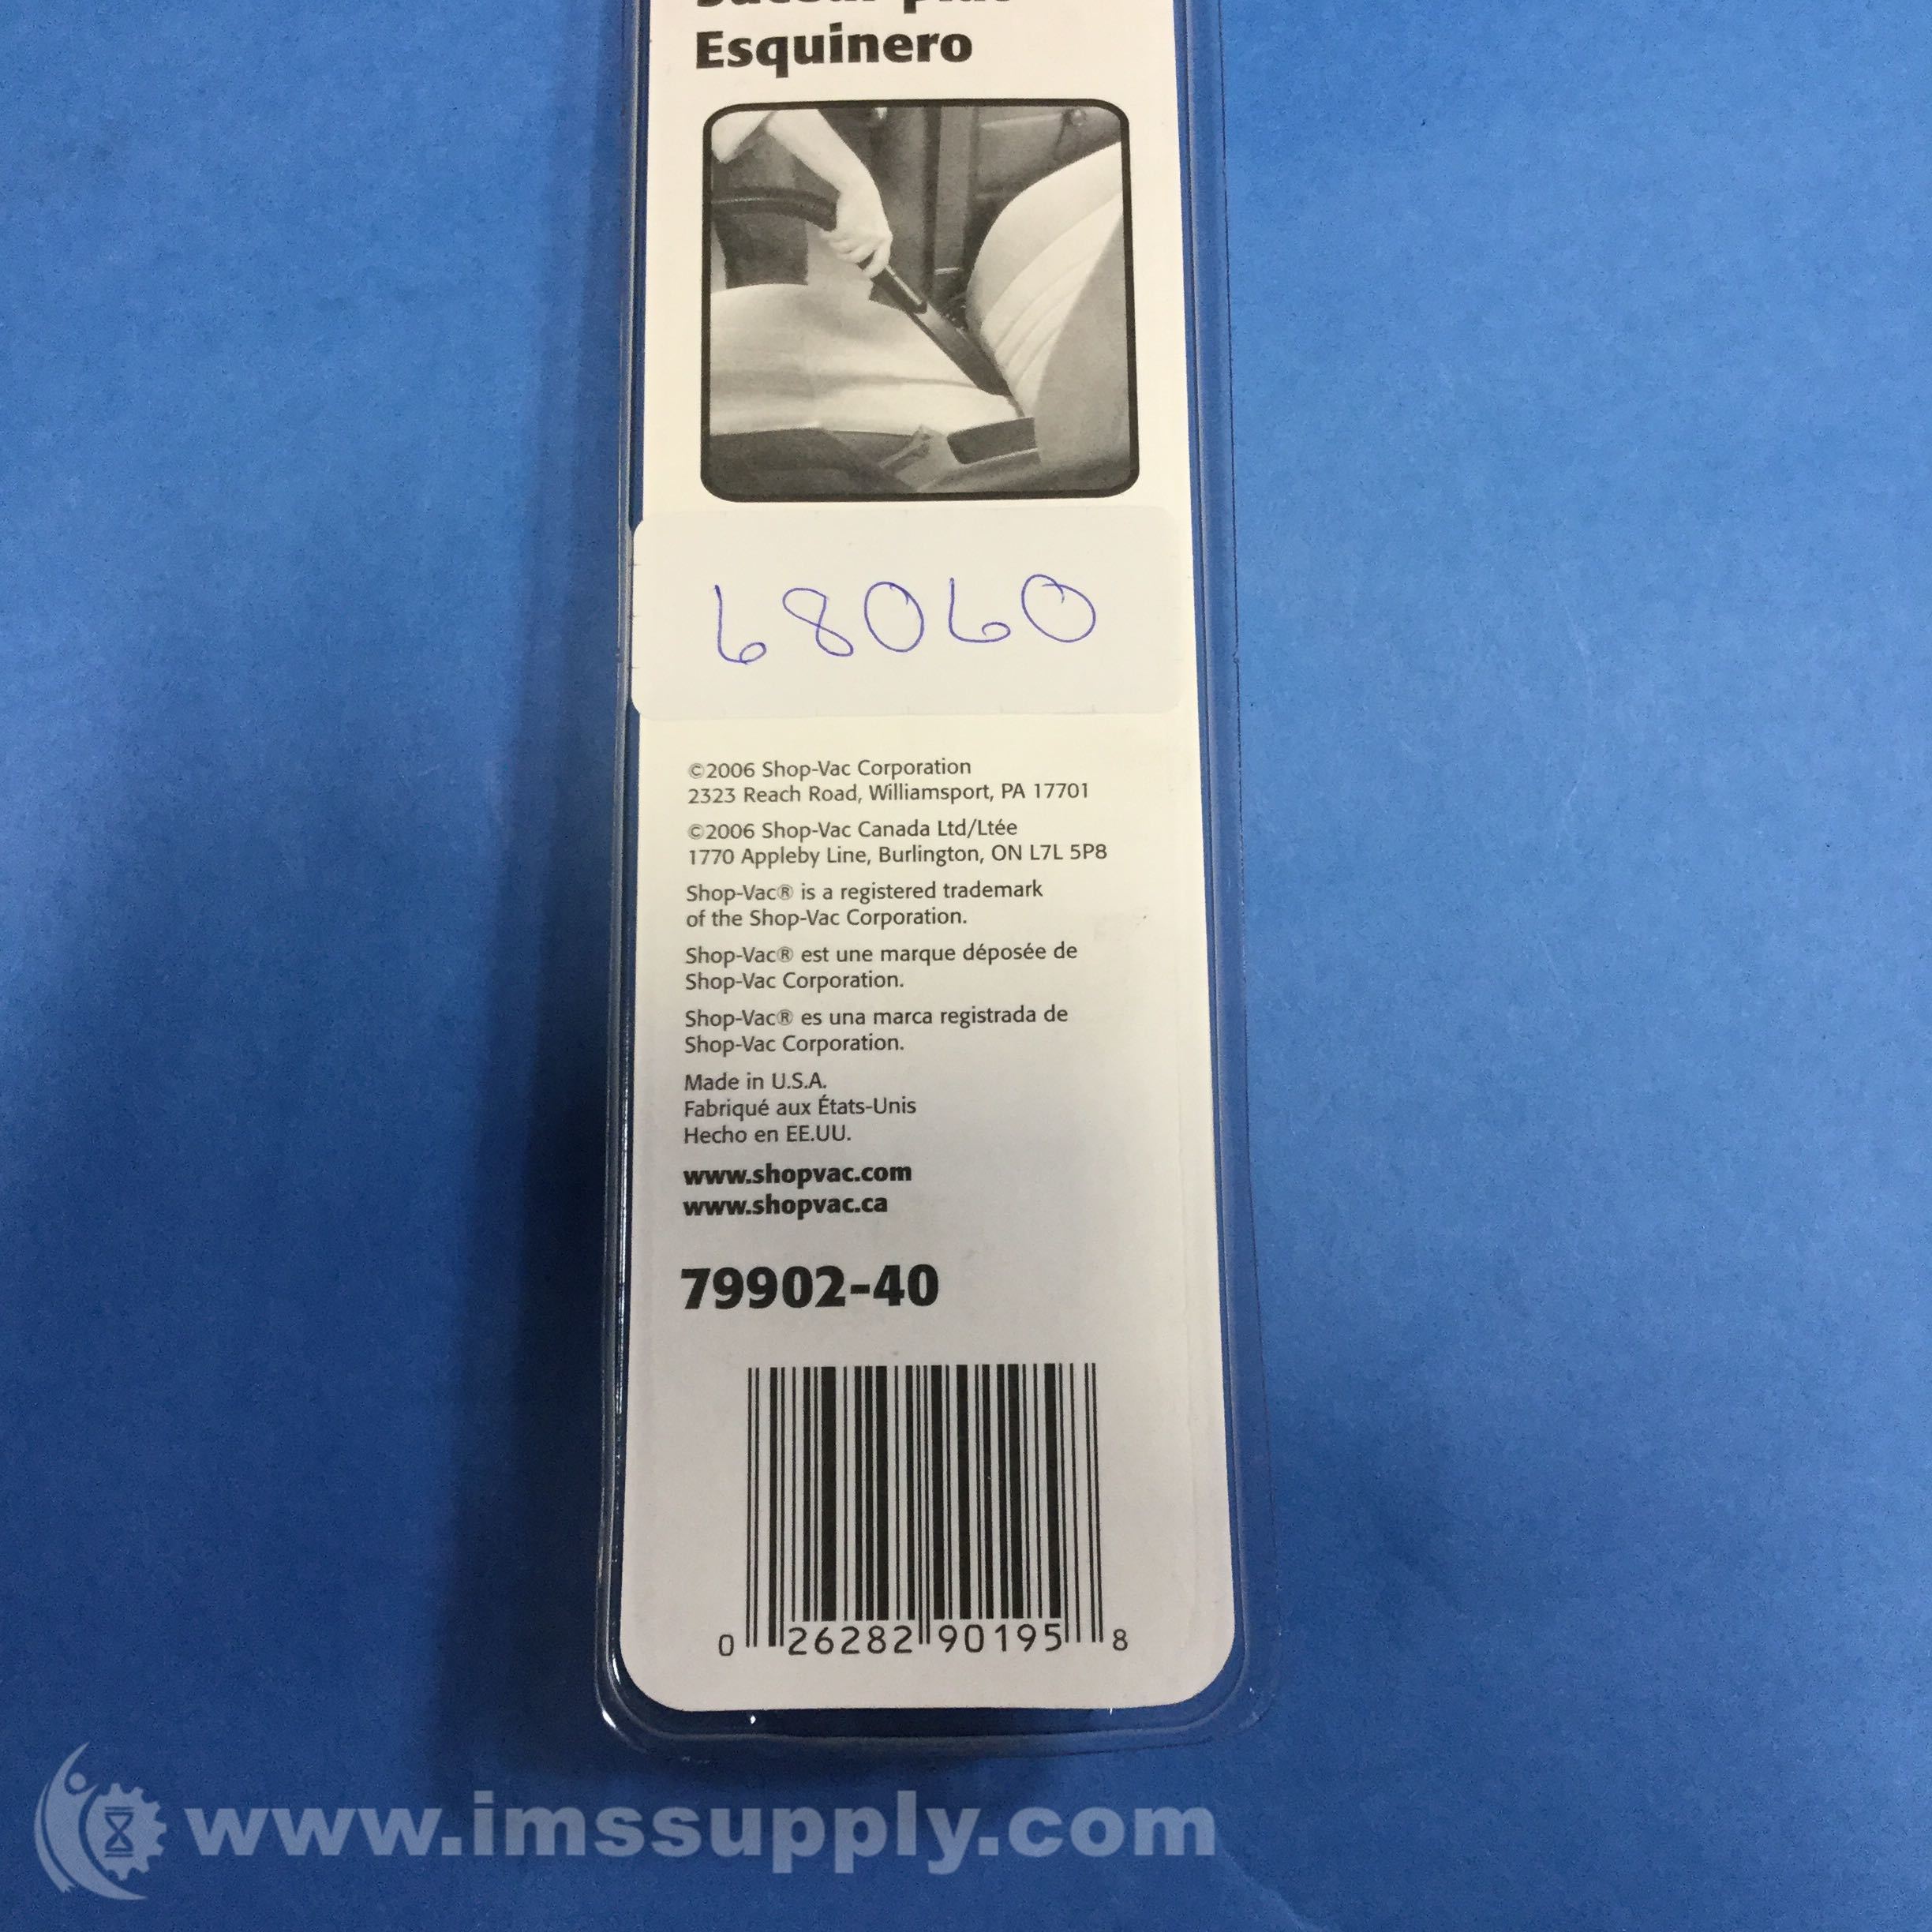 Esquinero
68060
©2006 Shop-Vac Corporation
2323 Reach Road, Williamsport, PA 17701
©2006 Shop-Vac Canada Ltd/Ltée
1770 Appleby Line, Burlington, ON L7L 5P8
Shop-Vac® is a registered trademark
of the Shop-Vac Corporation.
Shop-Vac® est une marque déposée de
Shop-Vac Corporation.
Shop-Vac® es una marca registrada de
Shop-Vac Corporation.
Made in U.S.A.
Fabriqué aux États-Unis
Hecho en EE.UU.
www.shopvac.com
www.shopvac.ca
79902-40
0 26282 90195 8
www.imssupply.com